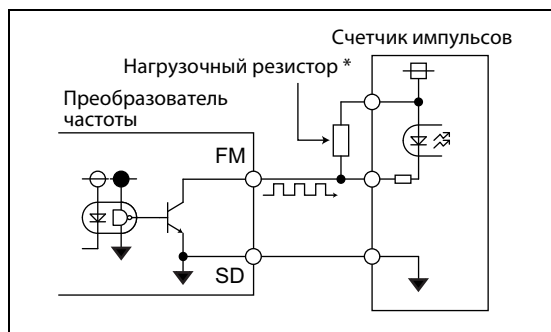 Счетчик импульсов
Нагрузочный резистор *
Преобразователь
частоты
FM
SD